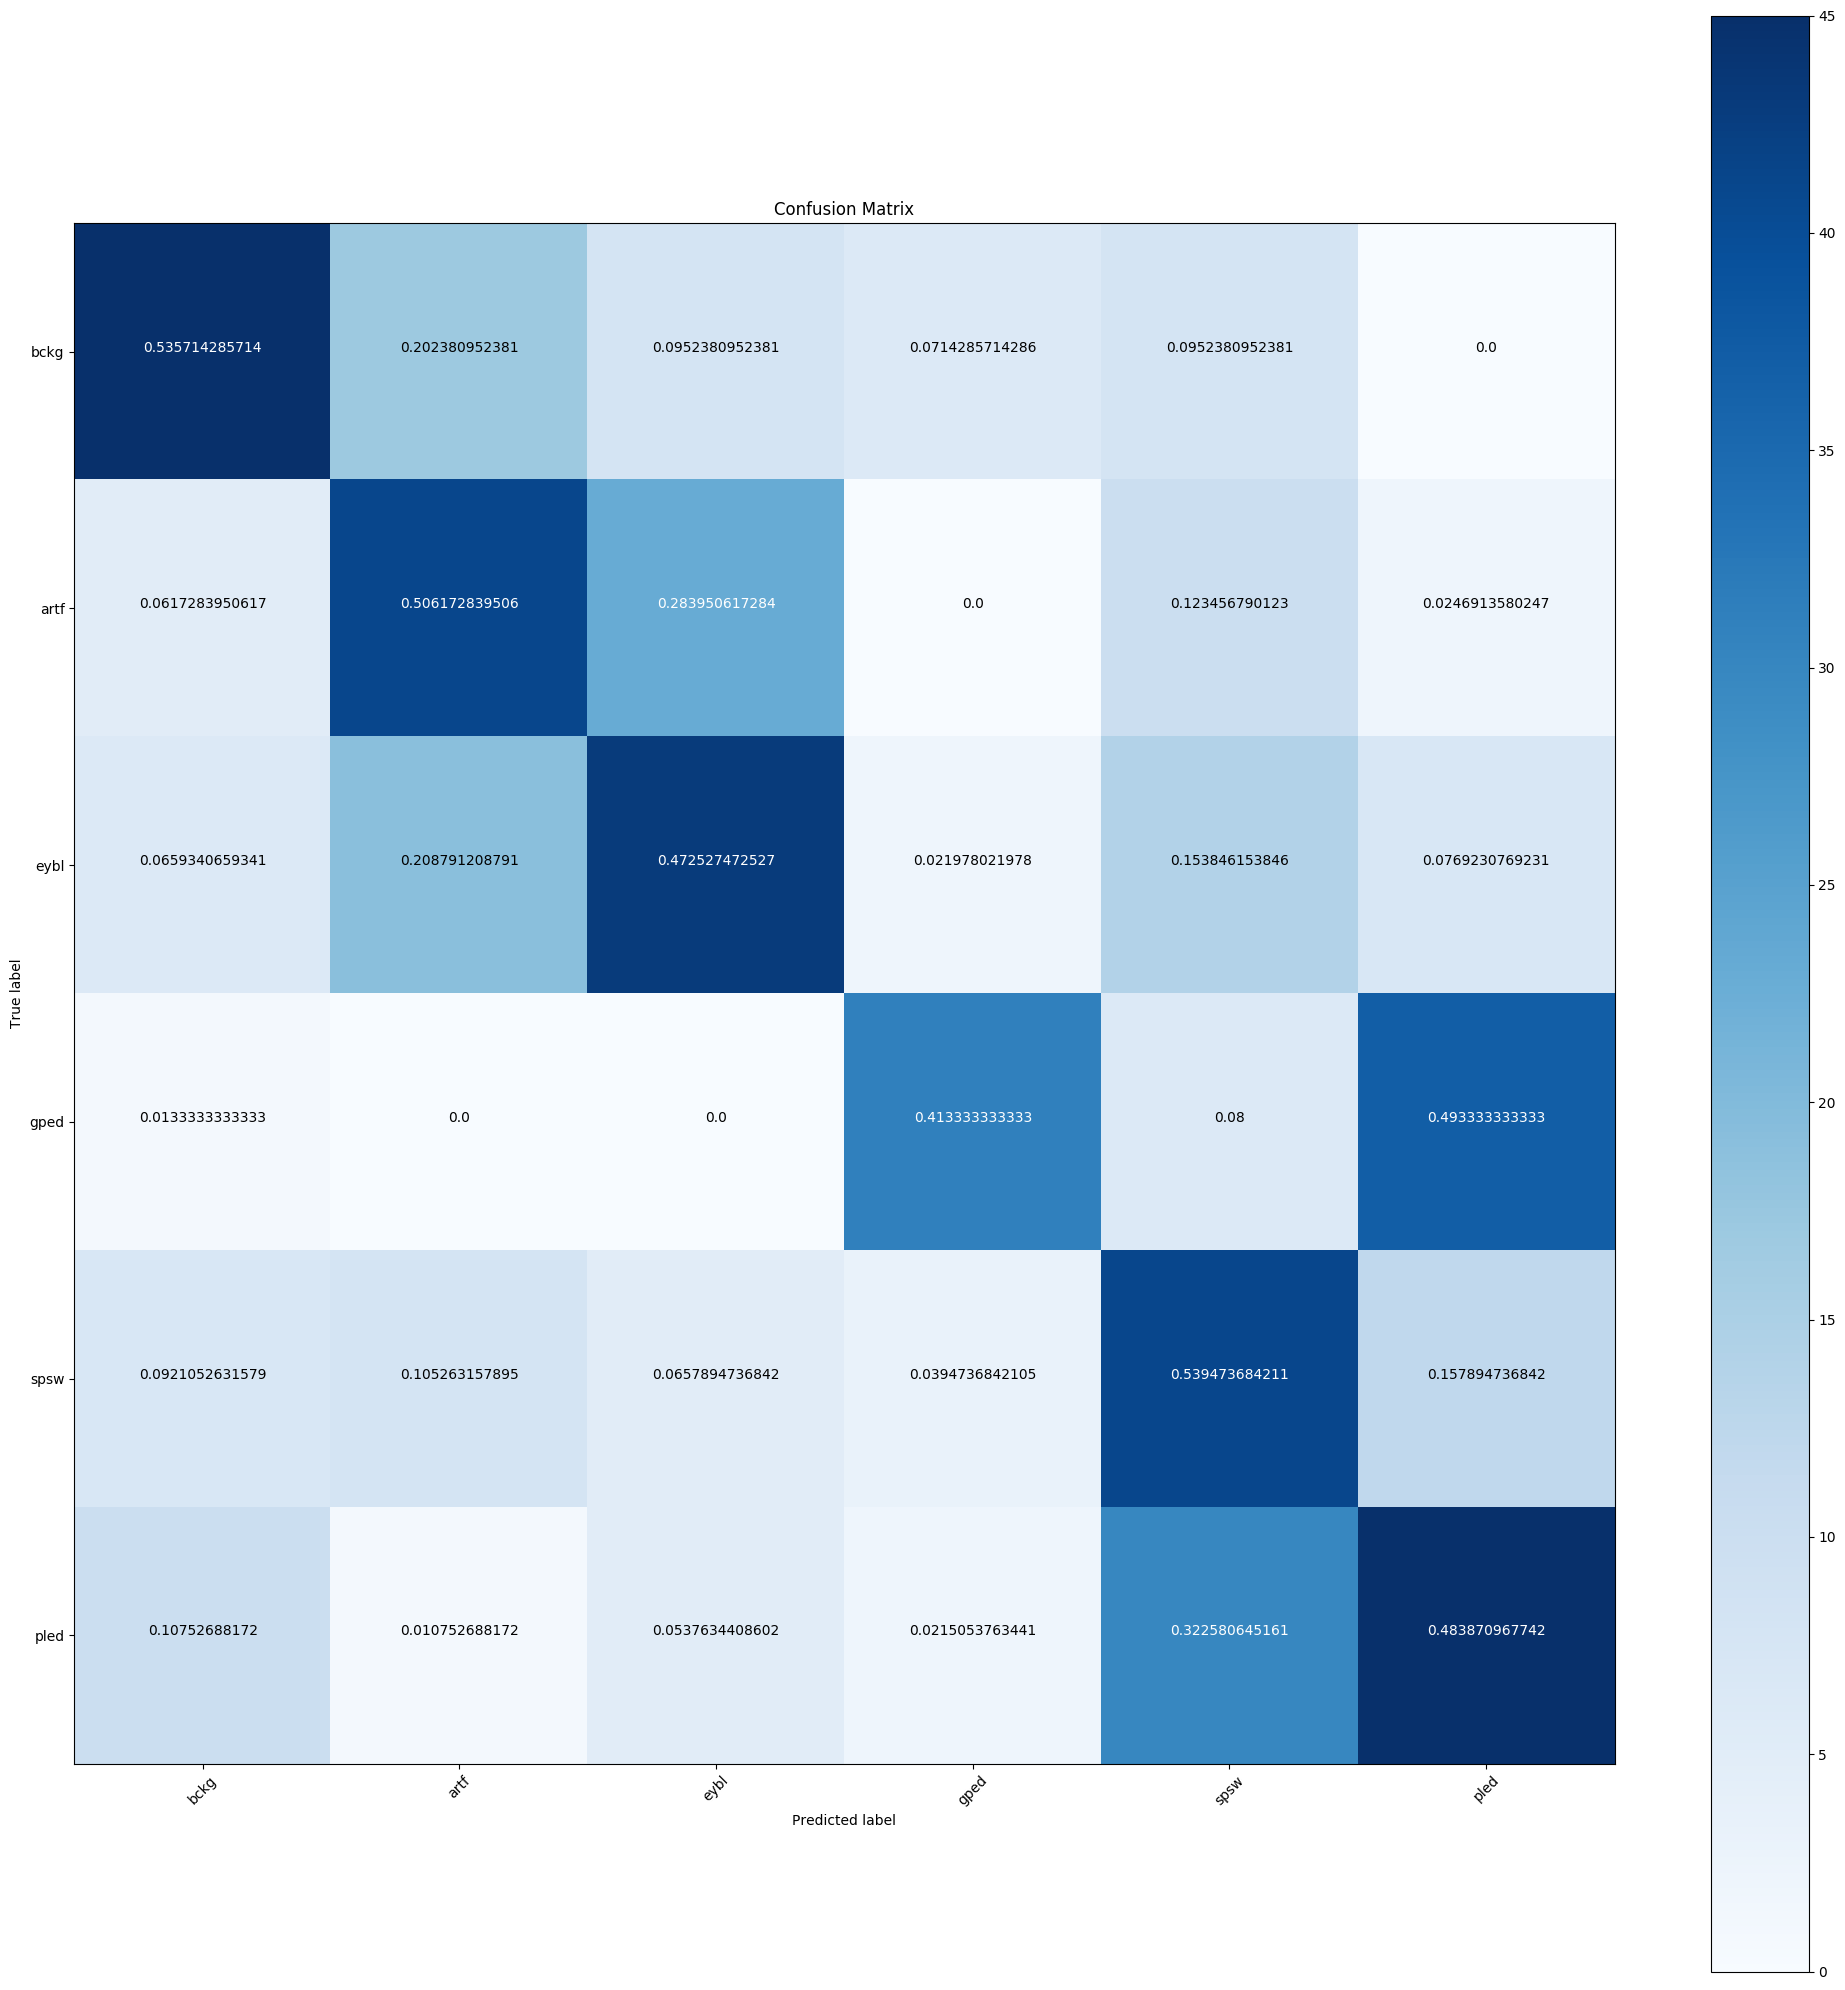 Confusion Matrix
bckg 0.535714285714 0.202380952381 0.0952380952381 0.0714285714286 0.0952380952381 0.0
artf 0.0617283950617 0.506172839506 0.283950617284 0.0 0.123456790123 0.0246913580247
eybl 0.0659340659341 0.208791208791 0.472527472527 0.021978021978 0.153846153846 0.0769230769231
gped 0.0133333333333 0.0 0.0 0.413333333333 0.08 0.493333333333
spsw 0.0921052631579 0.105263157895 0.0657894736842 0.0394736842105 0.539473684211 0.157894736842
pled 0.10752688172 0.010752688172 0.0537634408602 0.0215053763441 0.322580645161 0.483870967742
True label
bckg artf eybl gped spsw pled
Predicted label
45
40
35
30
25
20
15
10
5
0